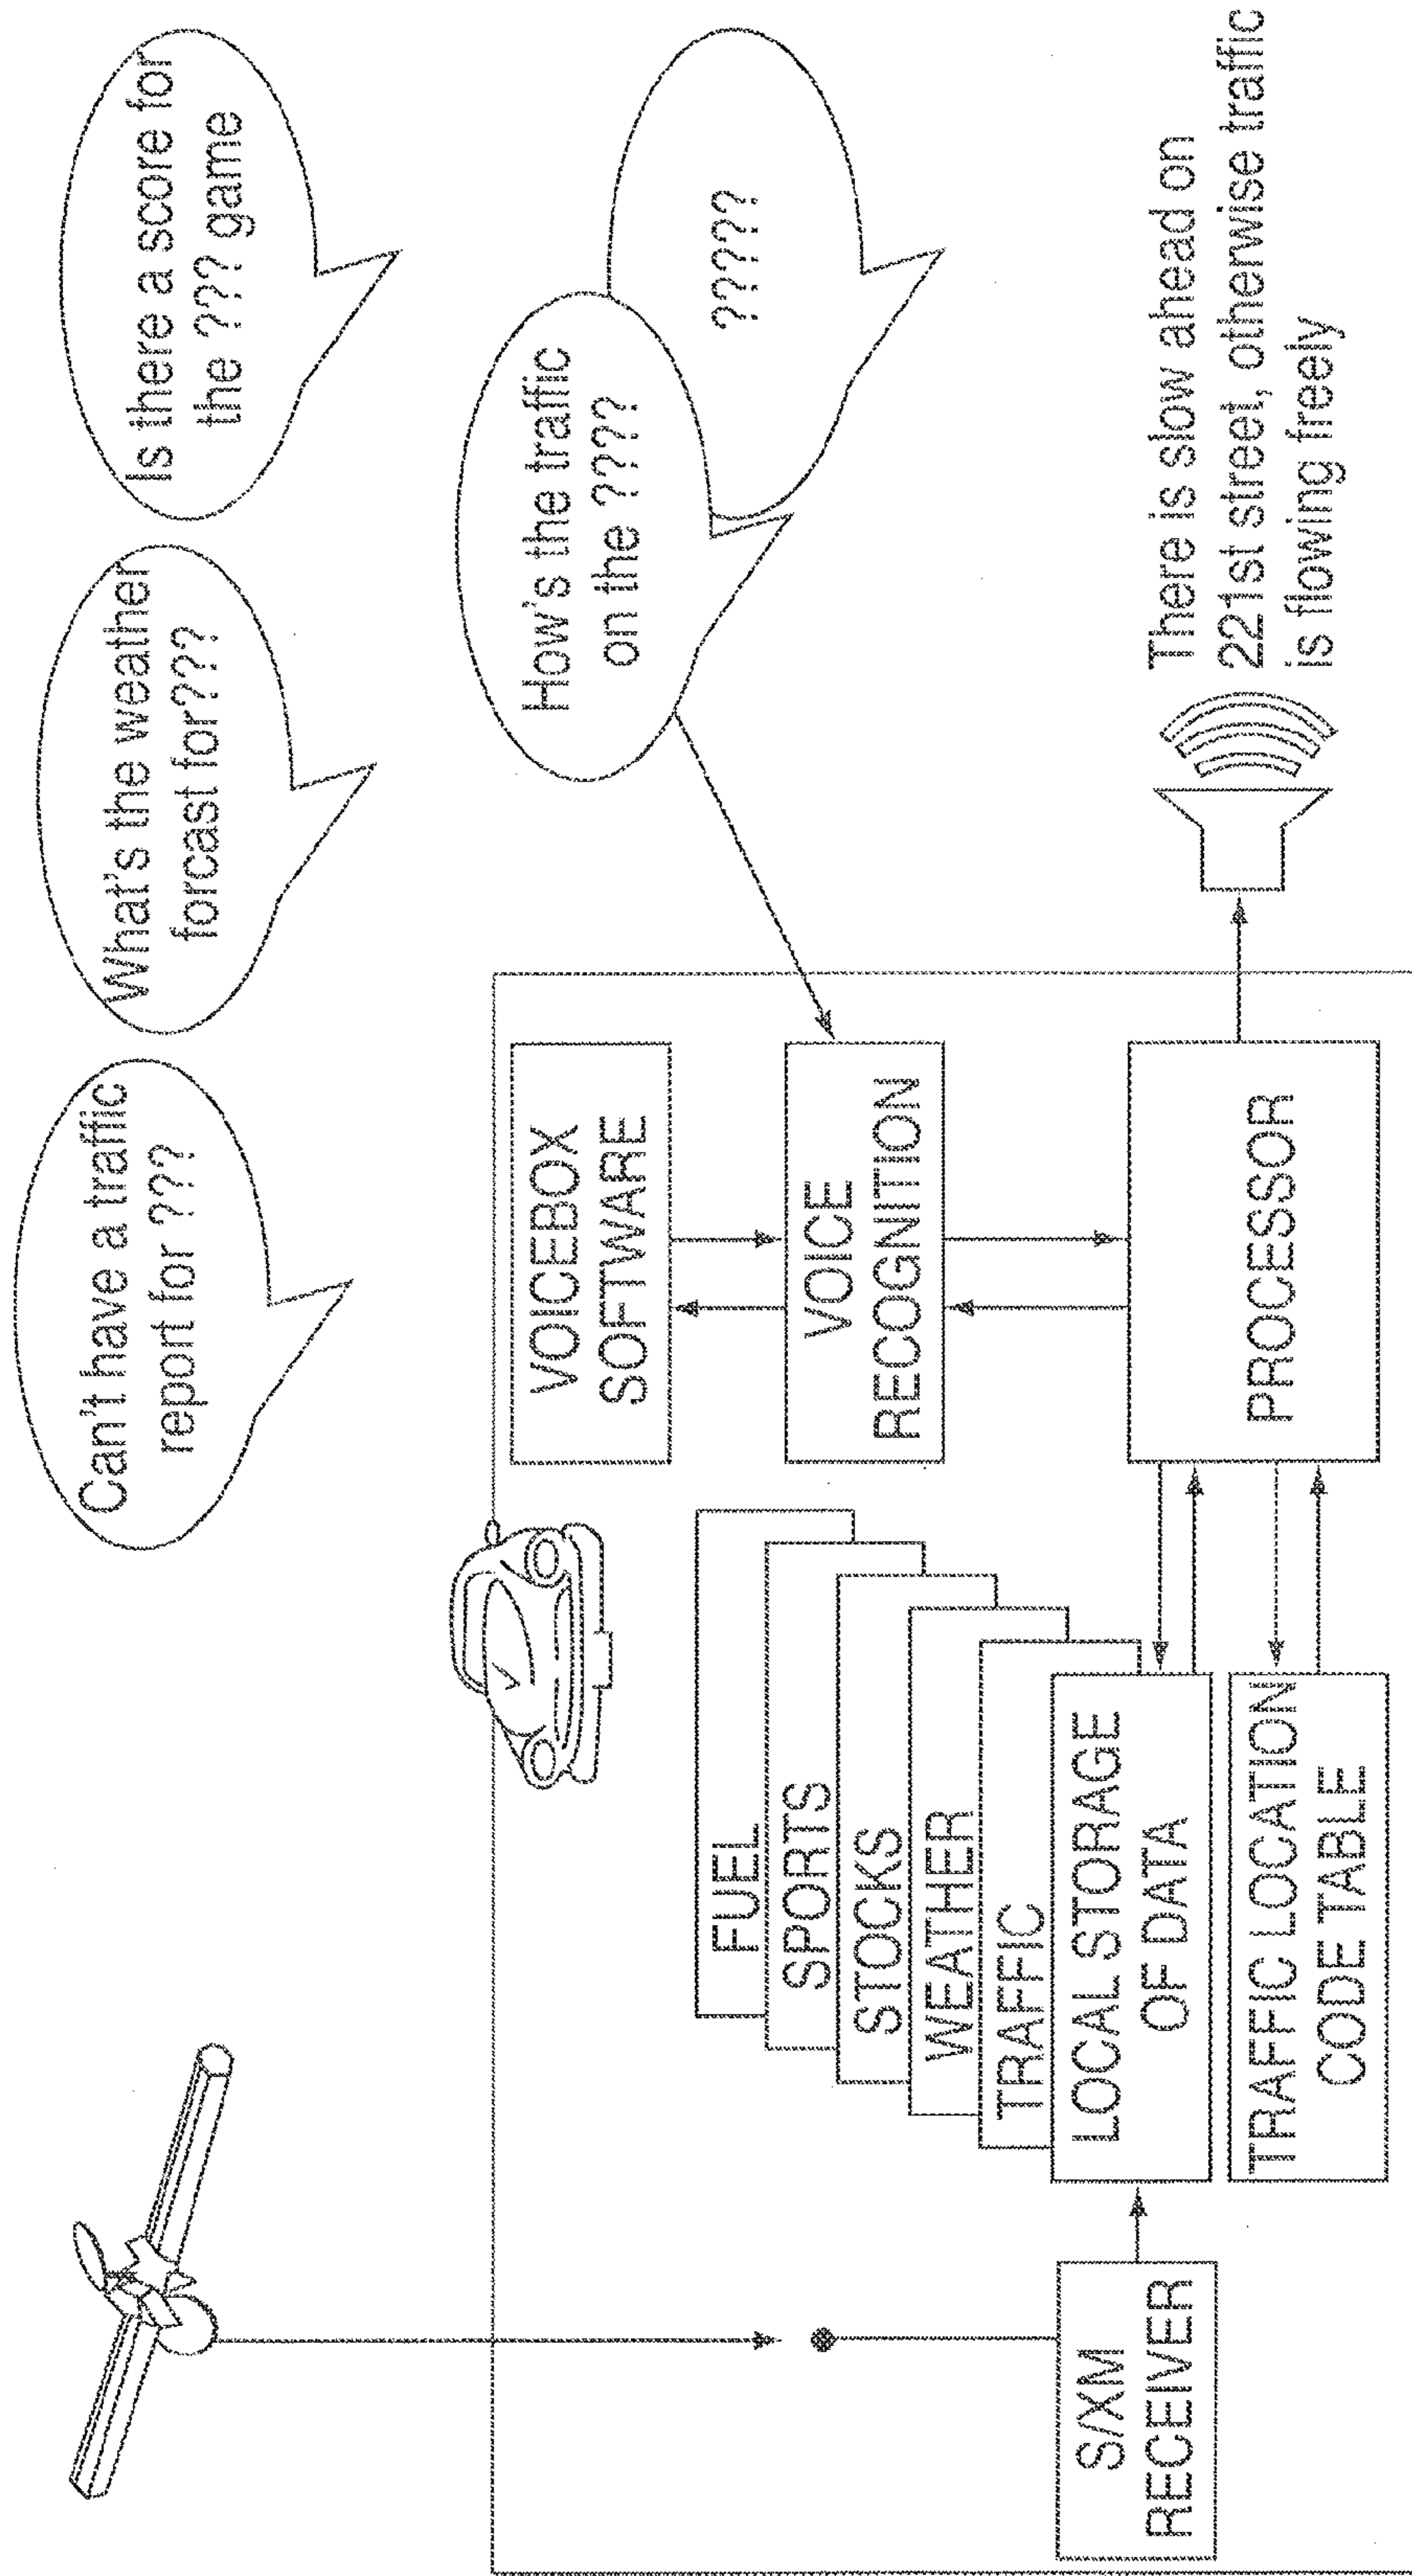 Can't have a traffic
report for ???
What's the weather
forcast for???
Is there a score for
the ??? game
How's the traffic
on the ????
?????
VOICEBOX
SOFTWARE
VOICE
RECOGNITION
PROCESSOR
FUEL
SPORTS
STOCKS
WEATHER
TRAFFIC
LOCAL STORAGE
OF DATA
TRAFFIC LOCATION
CODE TABLE
S/XM
RECEIVER
There is slow ahead on
221st street, otherwise traffic
is flowing freely